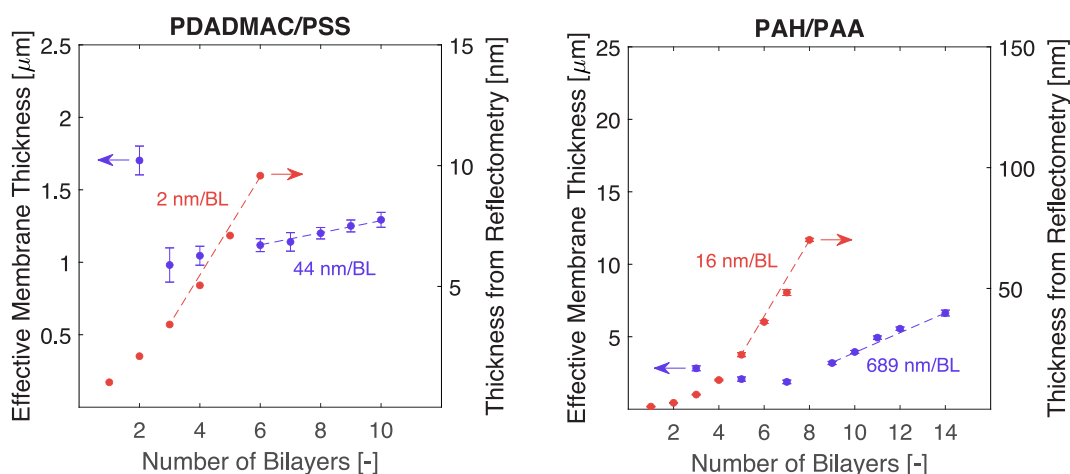 PDADMAC/PSS
Effective Membrane Thickness [μm]
2.5
2
1.5
1
0.5
15
10
5
Thickness from Reflectometry [nm]
2 nm/BL
44 nm/BL
2 4 6 8 10
Number of Bilayers [-]
PAH/PAA
Effective Membrane Thickness [μm]
25
20
15
10
5
150
100
50
Thickness from Reflectometry [nm]
16 nm/BL
689 nm/BL
2 4 6 8 10 12 14
Number of Bilayers [-]